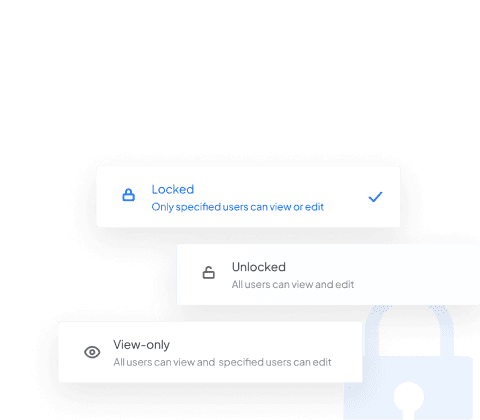 Locked
Only specified users can view or edit
Unlocked
All users can view and edit
View-only
All users can view and specified users can edit